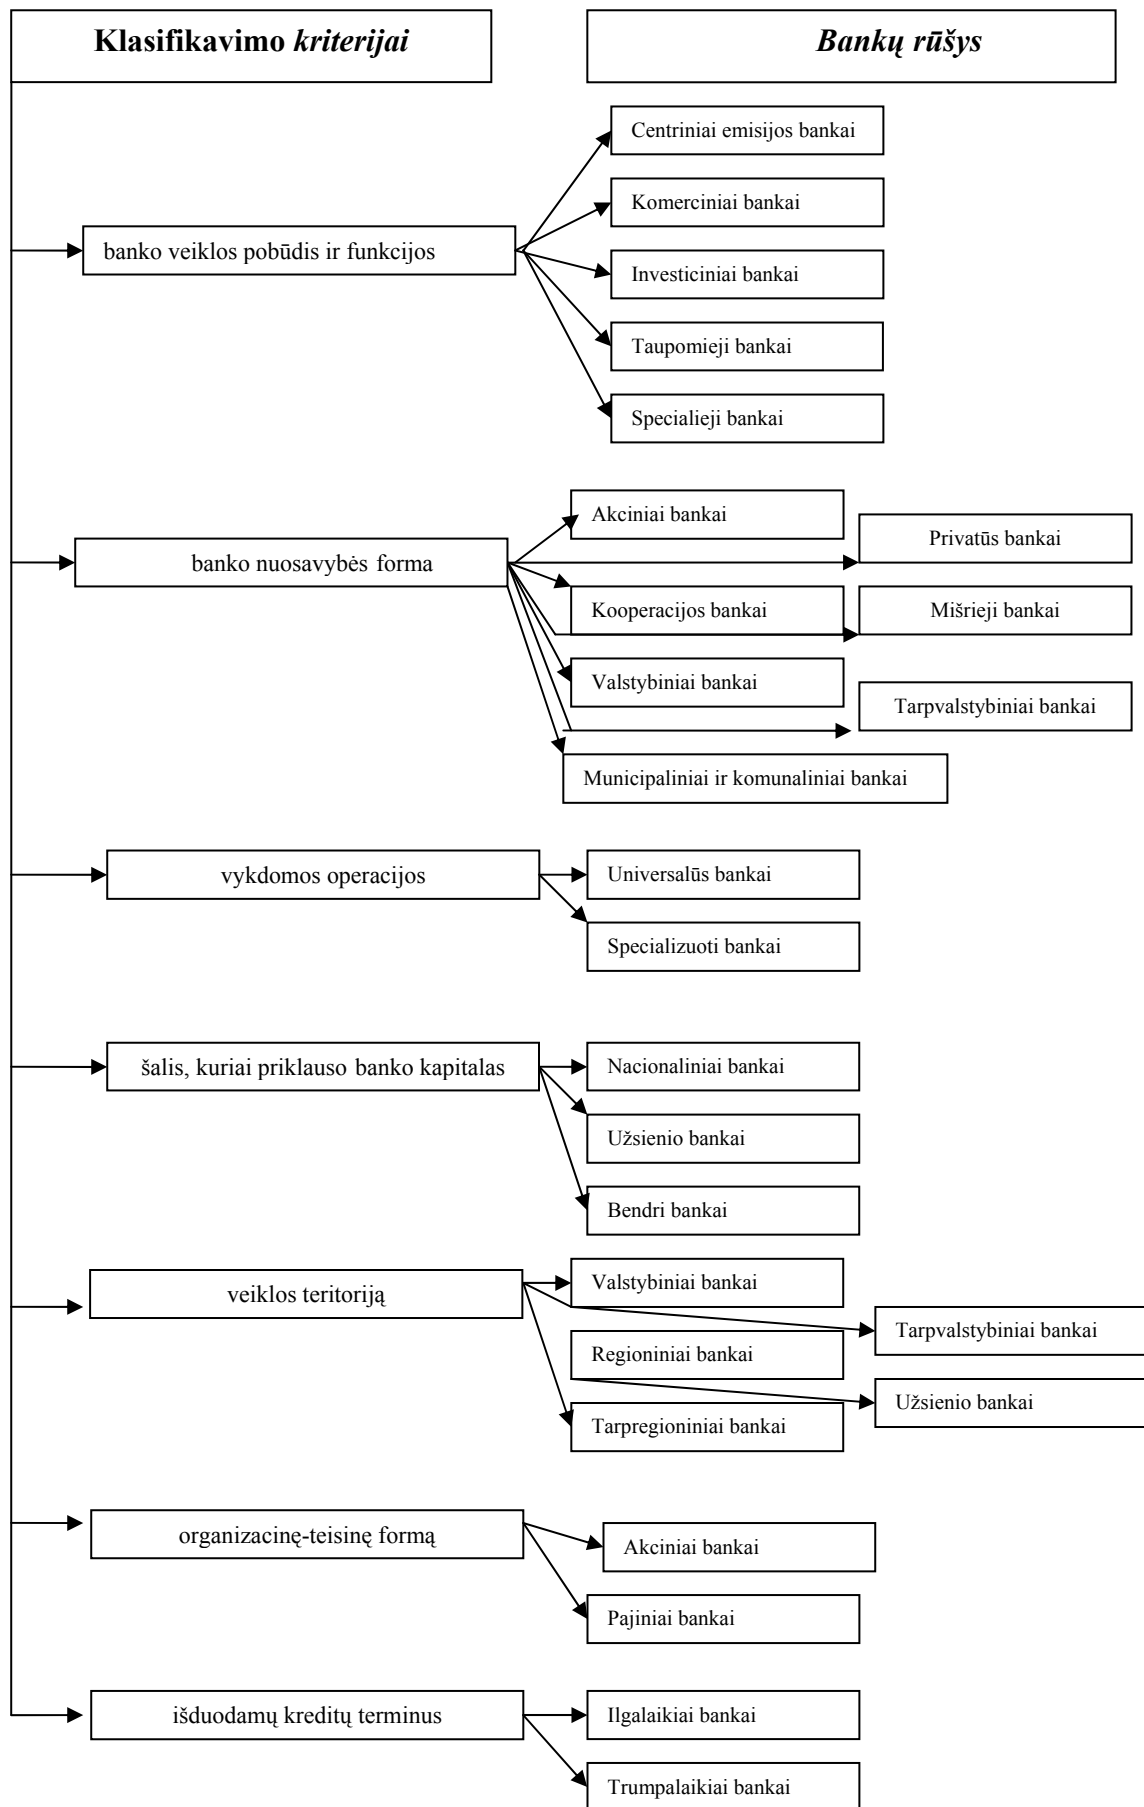 Klasifikavimo kriterijai
Bankų rūšys
banko veiklos pobūdis ir funkcijos
Centriniai emisijos bankai
Komerciniai bankai
Investiciniai bankai
Taupomieji bankai
Specialieji bankai
banko nuosavybės forma
Akciniai bankai
Privatūs bankai
Kooperacijos bankai
Mišrieji bankai
Valstybiniai bankai
Tarpvalstybiniai bankai
Municipaliniai ir komunaliniai bankai
vykdomos operacijos
Universalūs bankai
Specializuoti bankai
šalis, kuriai priklauso banko kapitalas
Nacionaliniai bankai
Užsienio bankai
Bendri bankai
veiklos teritoriją
Valstybiniai bankai
Tarpvalstybiniai bankai
Regioniniai bankai
Užsienio bankai
Tarpregioniniai bankai
organizacinę-teisinę formą
Akciniai bankai
Pajiniai bankai
išduodamų kreditų terminus
Ilgalaikiai bankai
Trumpalaikiai bankai